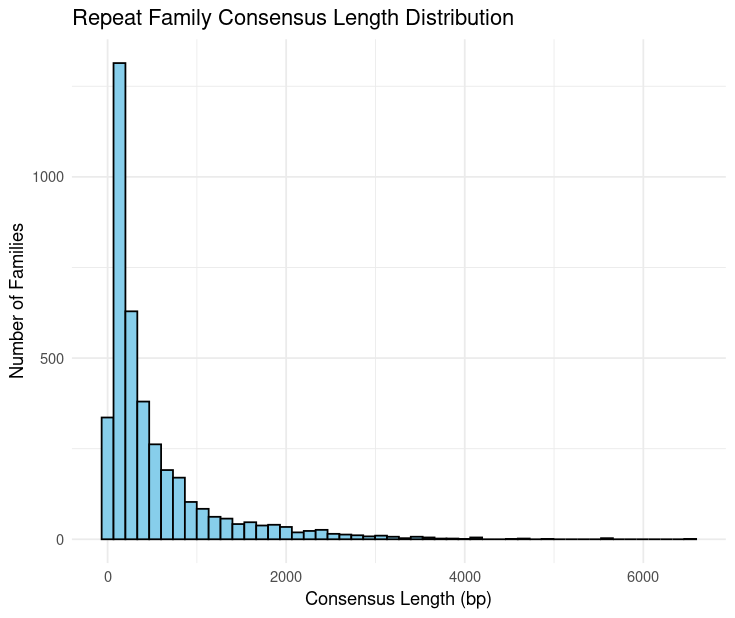 Repeat Family Consensus Length Distribution
Number of Families
1000
500
0
0 2000 4000 6000
Consensus Length (bp)